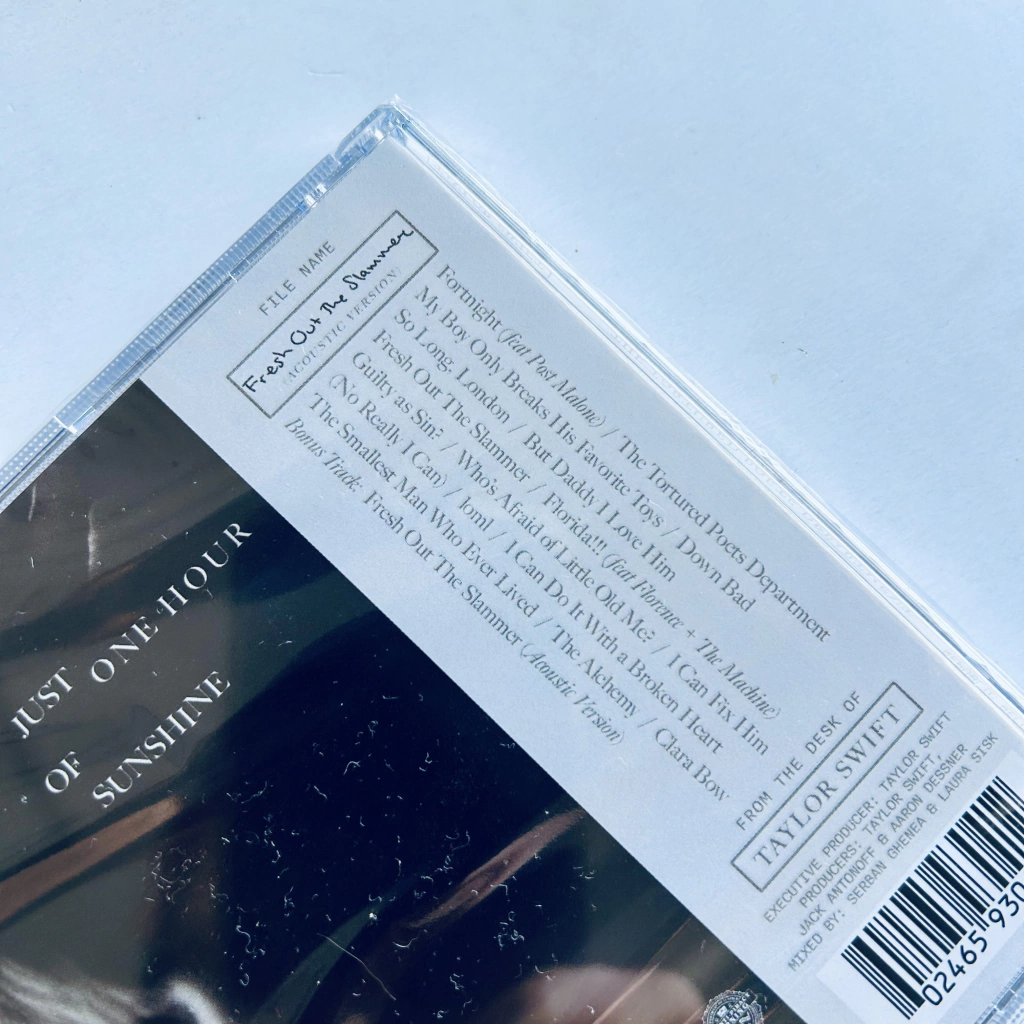 FILE NAME
Fresh Out The Slammer
(ACOUSTIC VERSION)
Fortnight (feat Post Malone) / The Tortured Poets Department
My Boy Only Breaks His Favorite Toys / Down Bad
So Long, London / But Daddy I Love Him
Fresh Out The Slammer / Florida!!! (feat Florence + The Machine)
Guilty as Sin? / Who's Afraid of Little Old Me? / I Can Fix Him
(No Really I Can) / loml / I Can Do It With a Broken Heart
The Smallest Man Who Ever Lived / The Alchemy / Clara Bow
Bonus Track: Fresh Out The Slammer (Acoustic Version)
FROM THE DESK OF
TAYLOR SWIFT
EXECUTIVE PRODUCER: TAYLOR SWIFT
PRODUCERS: TAYLOR SWIFT,
JACK ANTONOFF & AARON DESSNER
MIXED BY: SERBAN GHENEA & LAURA SISK
02465 930
JUST ONE HOUR
OF SUNSHINE